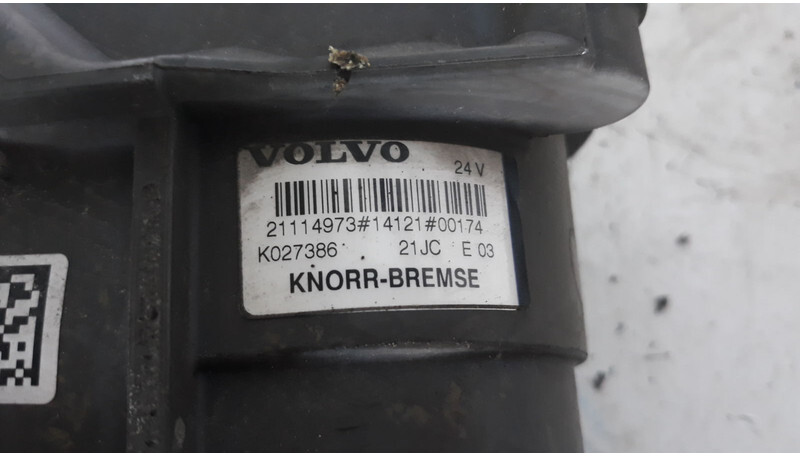 VOLVO
24 V
21114973#14121#00174
K027386 21JC E 03
KNORR-BREMSE